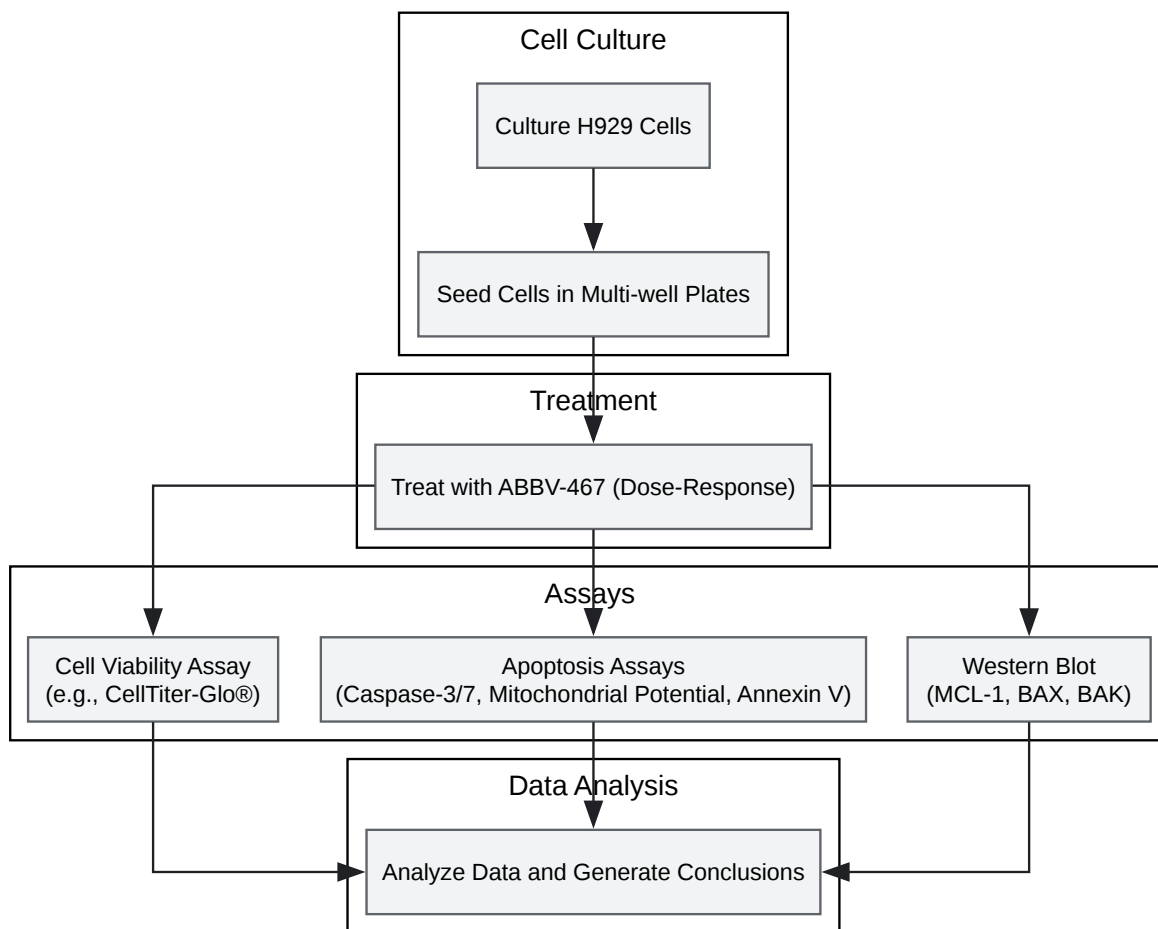 Cell Culture
Culture H929 Cells
Seed Cells in Multi-well Plates
Treatment
Treat with ABBV-467 (Dose-Response)
Assays
Cell Viability Assay
(e.g., CellTiter-Glo®)
Apoptosis Assays
(Caspase-3/7, Mitochondrial Potential, Annexin V)
Western Blot
(MCL-1, BAX, BAK)
Data Analysis
Analyze Data and Generate Conclusions